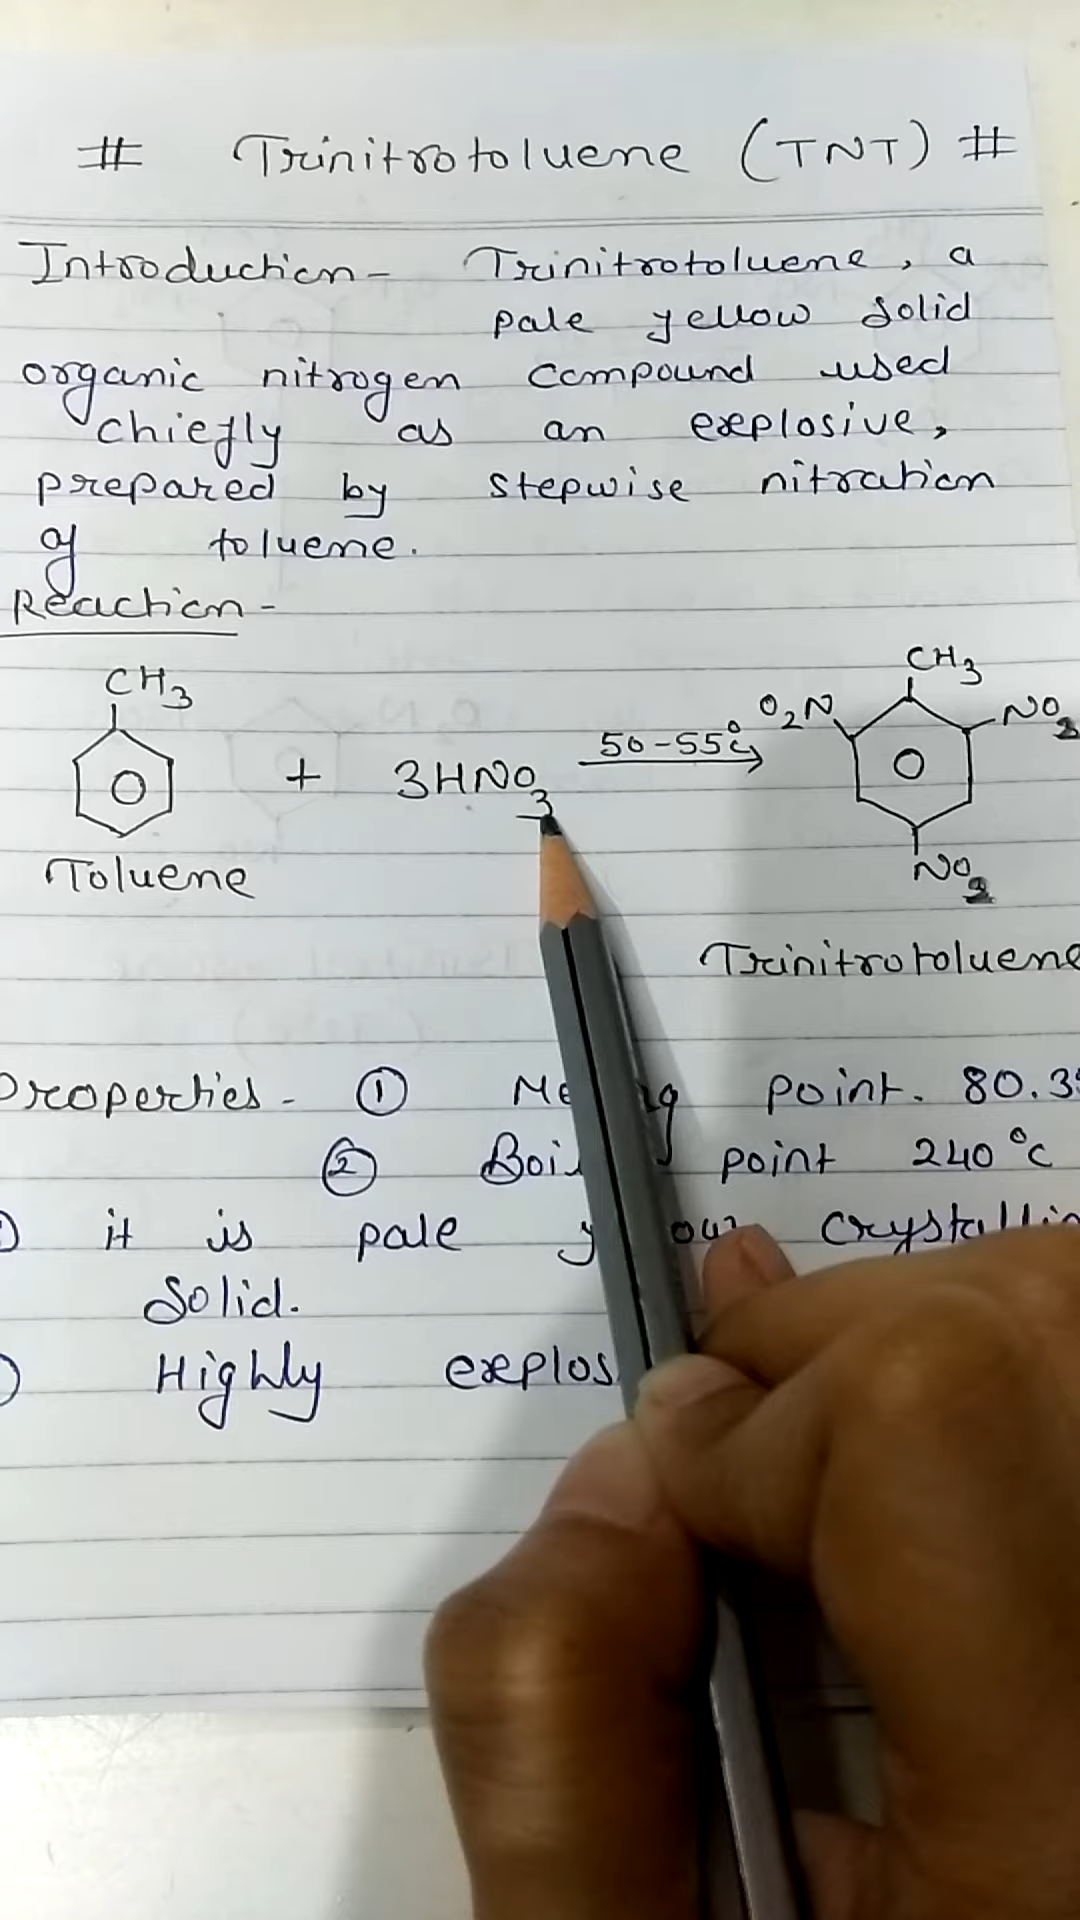 # Trinitrotoluene (TNT) #
Introduction- Trinitrotoluene, a
pale yellow solid
organic nitrogen compound used
chiefly as an explosive,
prepared by stepwise nitration
of toluene.
Reaction-
CH3
CH3
O2N
NO2
50-55°C
+ 3HNO3
NO2
Toluene
Trinitrotoluene
Properties- ① point. 80.3
② point 240°C
it is pale
Solid.
Highly